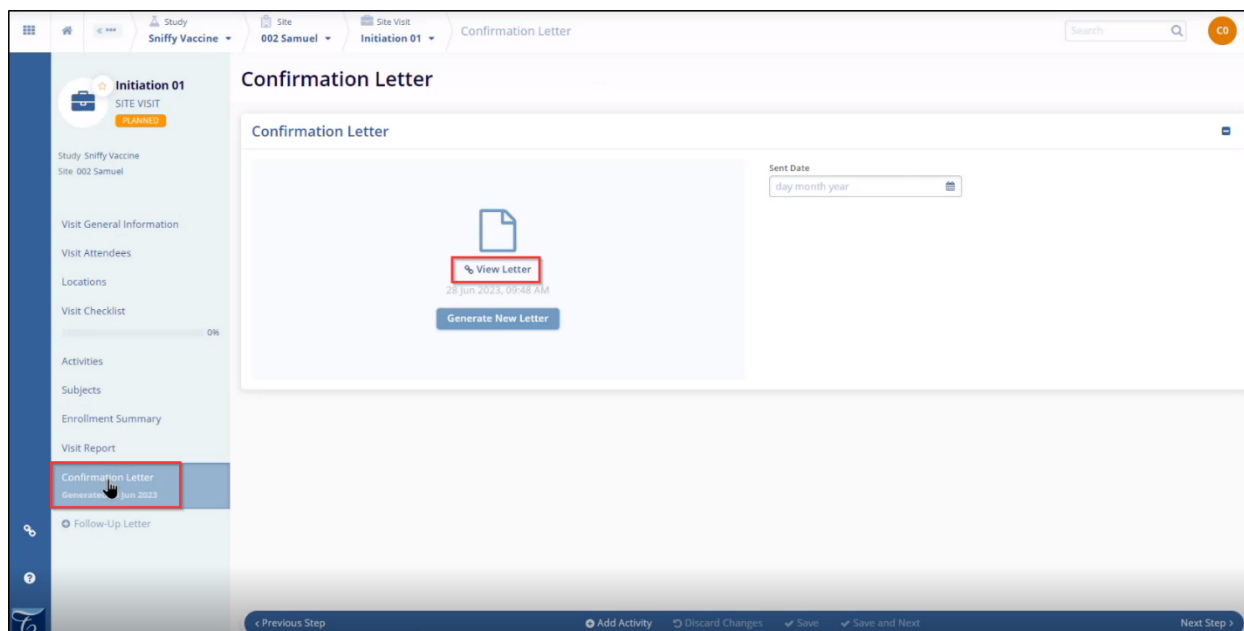 Study
Sniffy Vaccine
Site
002 Samuel
Site Visit
Initiation 01
Confirmation Letter
Search
CO
Initiation 01
SITE VISIT
PLANNED
Study Sniffy Vaccine
Site 002 Samuel
Visit General Information
Visit Attendees
Locations
Visit Checklist
0%
Activities
Subjects
Enrollment Summary
Visit Report
Confirmation Letter
Generated Jun 2023
Follow-Up Letter
Confirmation Letter
Confirmation Letter
View Letter
28 Jun 2023, 09:48 AM
Generate New Letter
Sent Date
day month year
Previous Step
Add Activity
Discard Changes
Save
Save and Next
Next Step